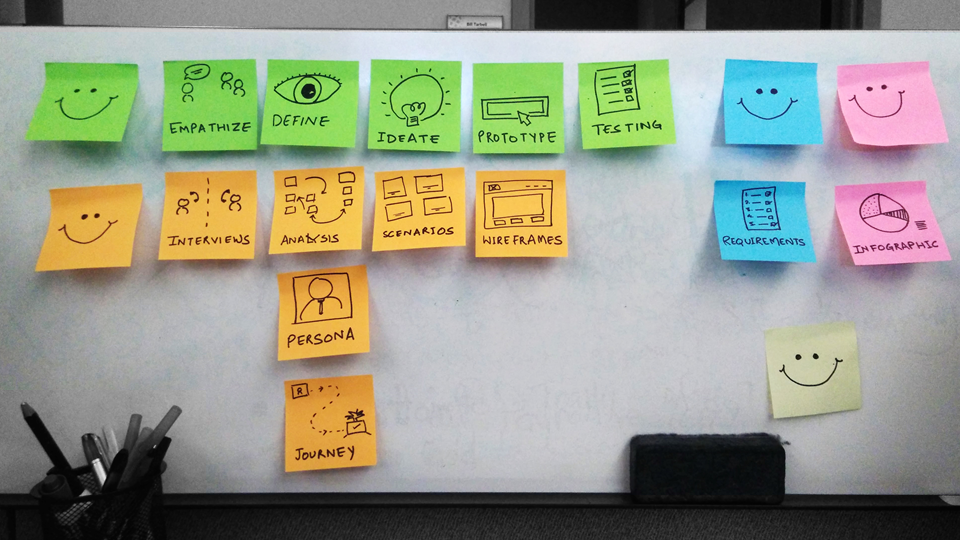 Bill Tarbell
EMPATHIZE
DEFINE
IDEATE
PROTOTYPE
TESTING
INTERVIEWS
ANALYSIS
SCENARIOS
WIREFRAMES
REQUIREMENTS
INFOGRAPHIC
PERSONA
R
JOURNEY